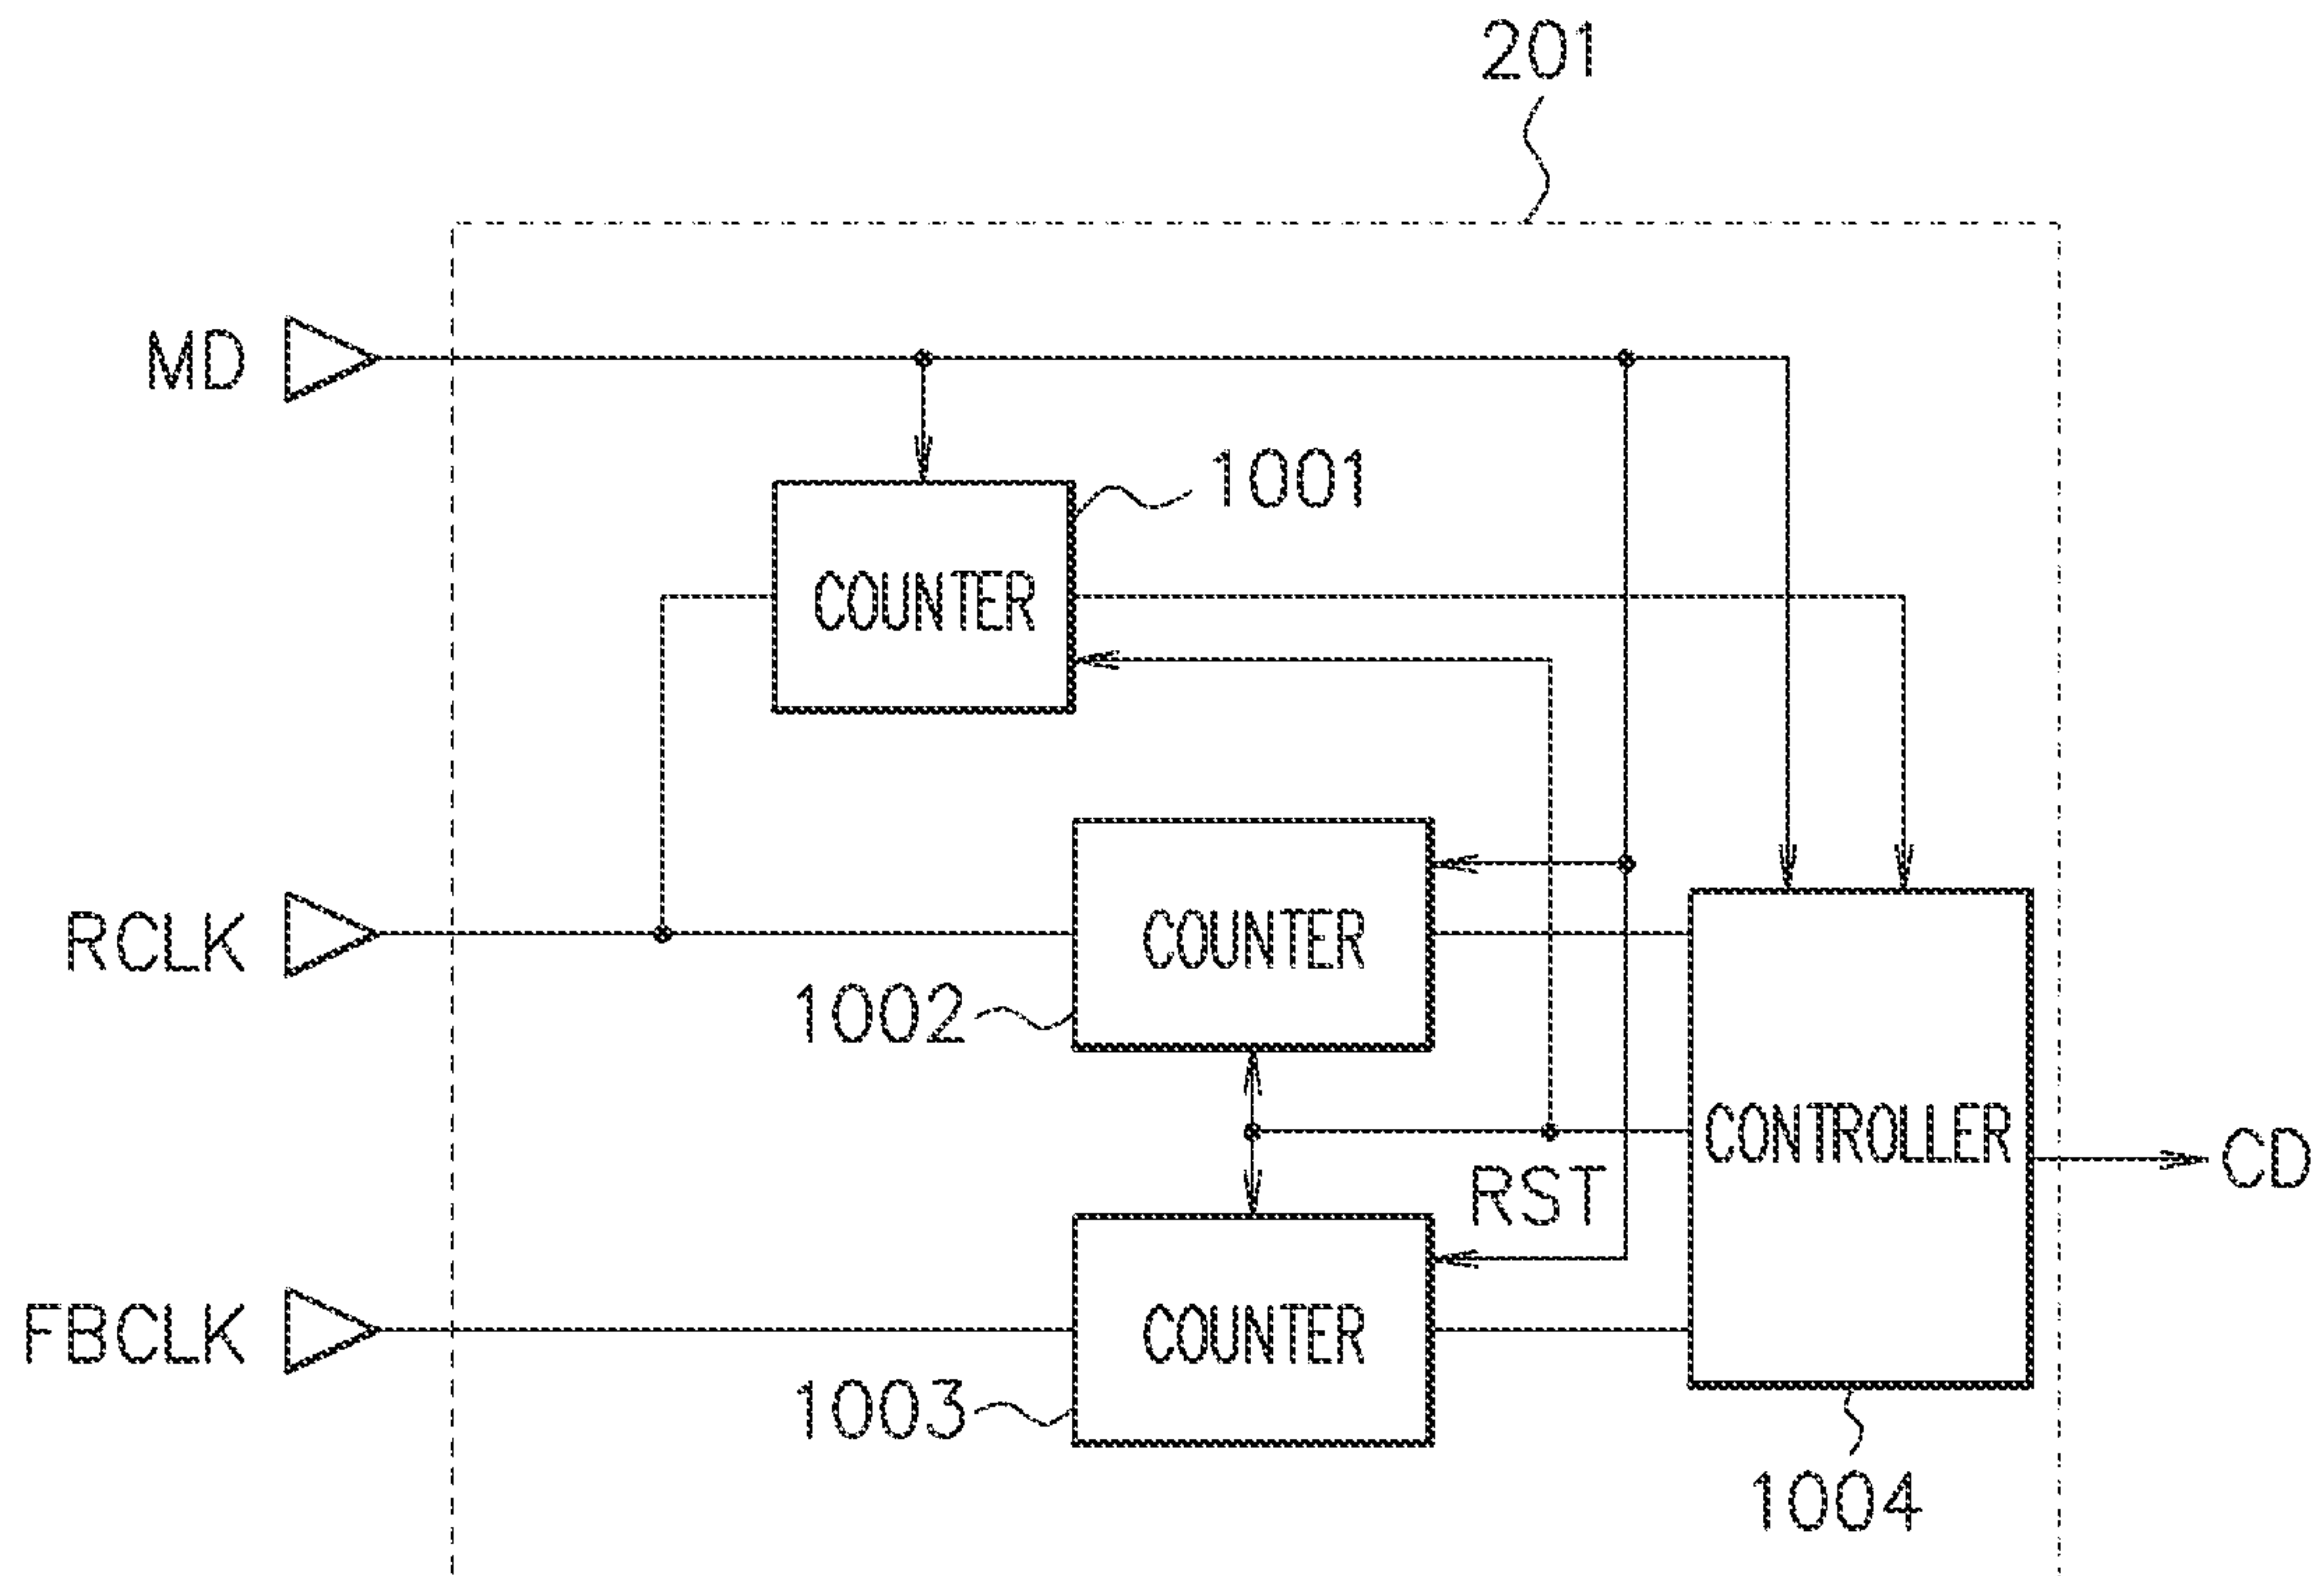 201
MD
1001
COUNTER
RCLK
COUNTER
1002
CONTROLLER
CD
RST
FBCLK
COUNTER
1003
1004